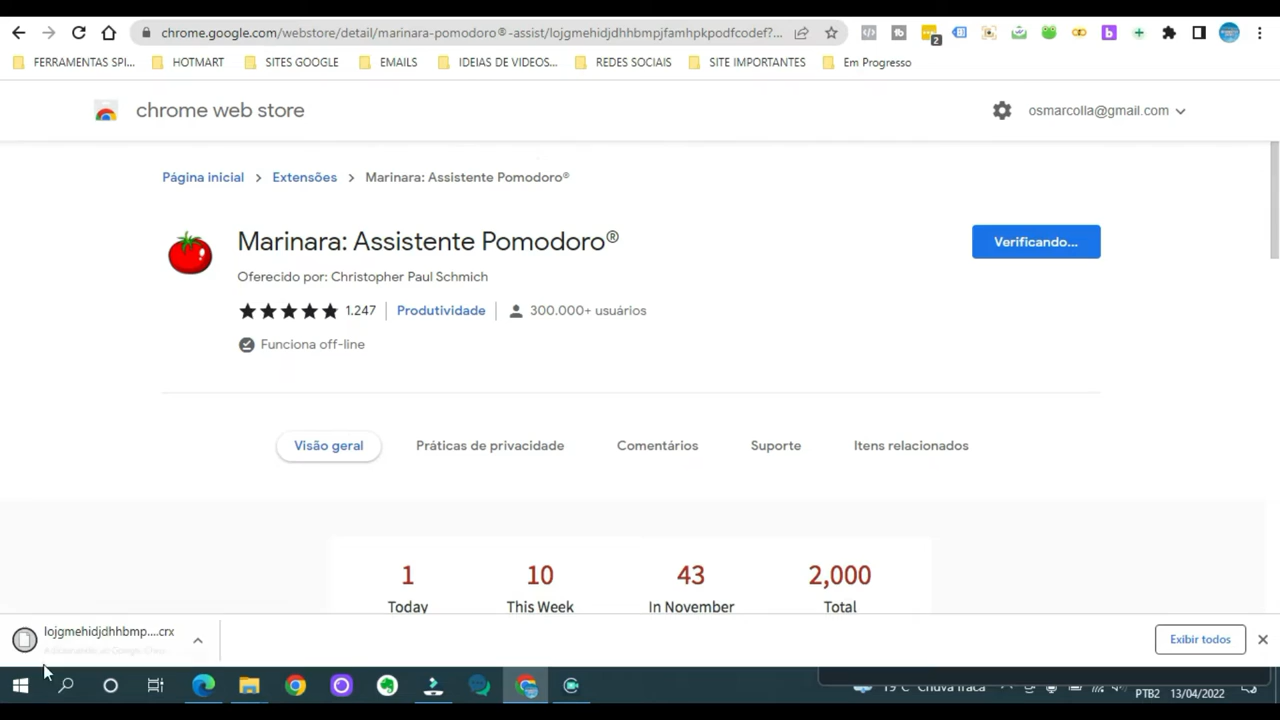 chrome.google.com/webstore/detail/marinara-pomodoro®-assist/lojgmehidjdhhbmpjfamhpkpodfcodef?...
2
FERRAMENTAS SPI...
HOTMART
SITES GOOGLE
EMAILS
IDEIAS DE VIDEOS...
REDES SOCIAIS
SITE IMPORTANTES
Em Progresso
chrome web store
osmarcolla@gmail.com
Página inicial
Extensões
Marinara: Assistente Pomodoro®
Marinara: Assistente Pomodoro®
Verificando...
Oferecido por: Christopher Paul Schmich
1.247
Produtividade
300.000+ usuários
Funciona off-line
Visão geral
Práticas de privacidade
Comentários
Suporte
Itens relacionados
1
10
43
2,000
Today
This Week
In November
Total
lojgmehidjdhhbmp....crx
Exibir todos
19°C Chuva fraca
PTB2
13/04/2022